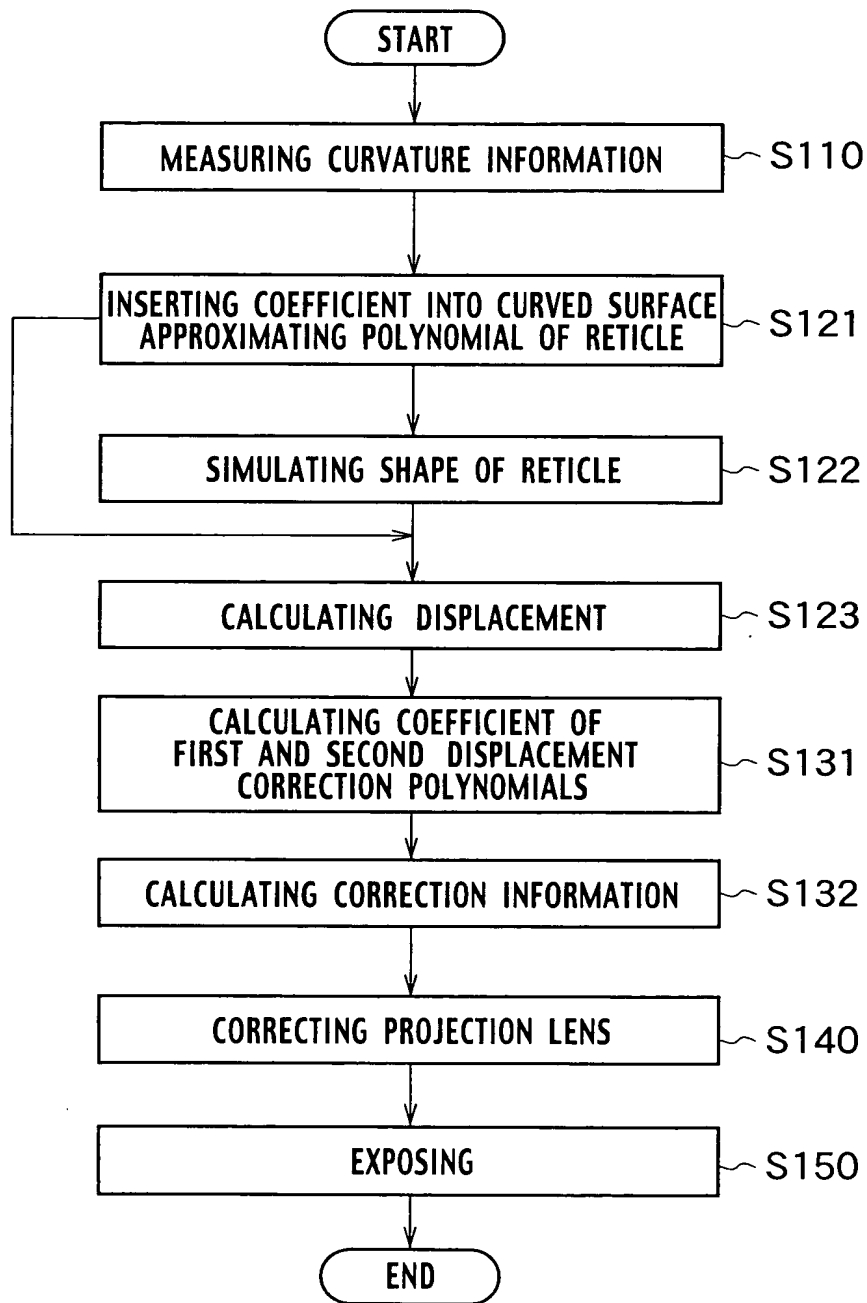 START
MEASURING CURVATURE INFORMATION
S110
INSERTING COEFFICIENT INTO CURVED SURFACE
APPROXIMATING POLYNOMIAL OF RETICLE
S121
SIMULATING SHAPE OF RETICLE
S122
CALCULATING DISPLACEMENT
S123
CALCULATING COEFFICIENT OF
FIRST AND SECOND DISPLACEMENT
CORRECTION POLYNOMIALS
S131
CALCULATING CORRECTION INFORMATION
S132
CORRECTING PROJECTION LENS
S140
EXPOSING
S150
END